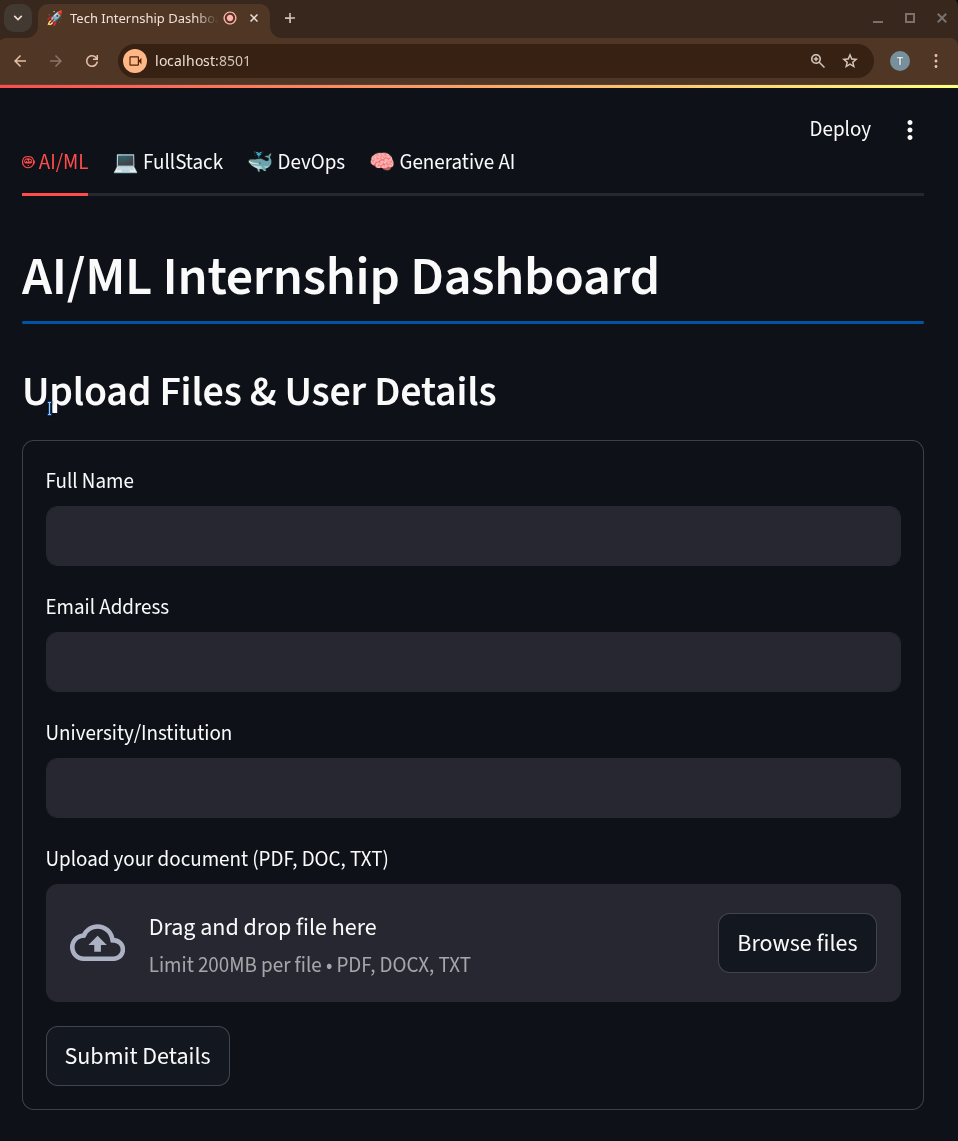 Tech Internship Dashbo
localhost:8501
T
Deploy
AI/ML
FullStack
DevOps
Generative AI
AI/ML Internship Dashboard
Upload Files & User Details
Full Name
Email Address
University/Institution
Upload your document (PDF, DOC, TXT)
Drag and drop file here
Limit 200MB per file • PDF, DOCX, TXT
Browse files
Submit Details